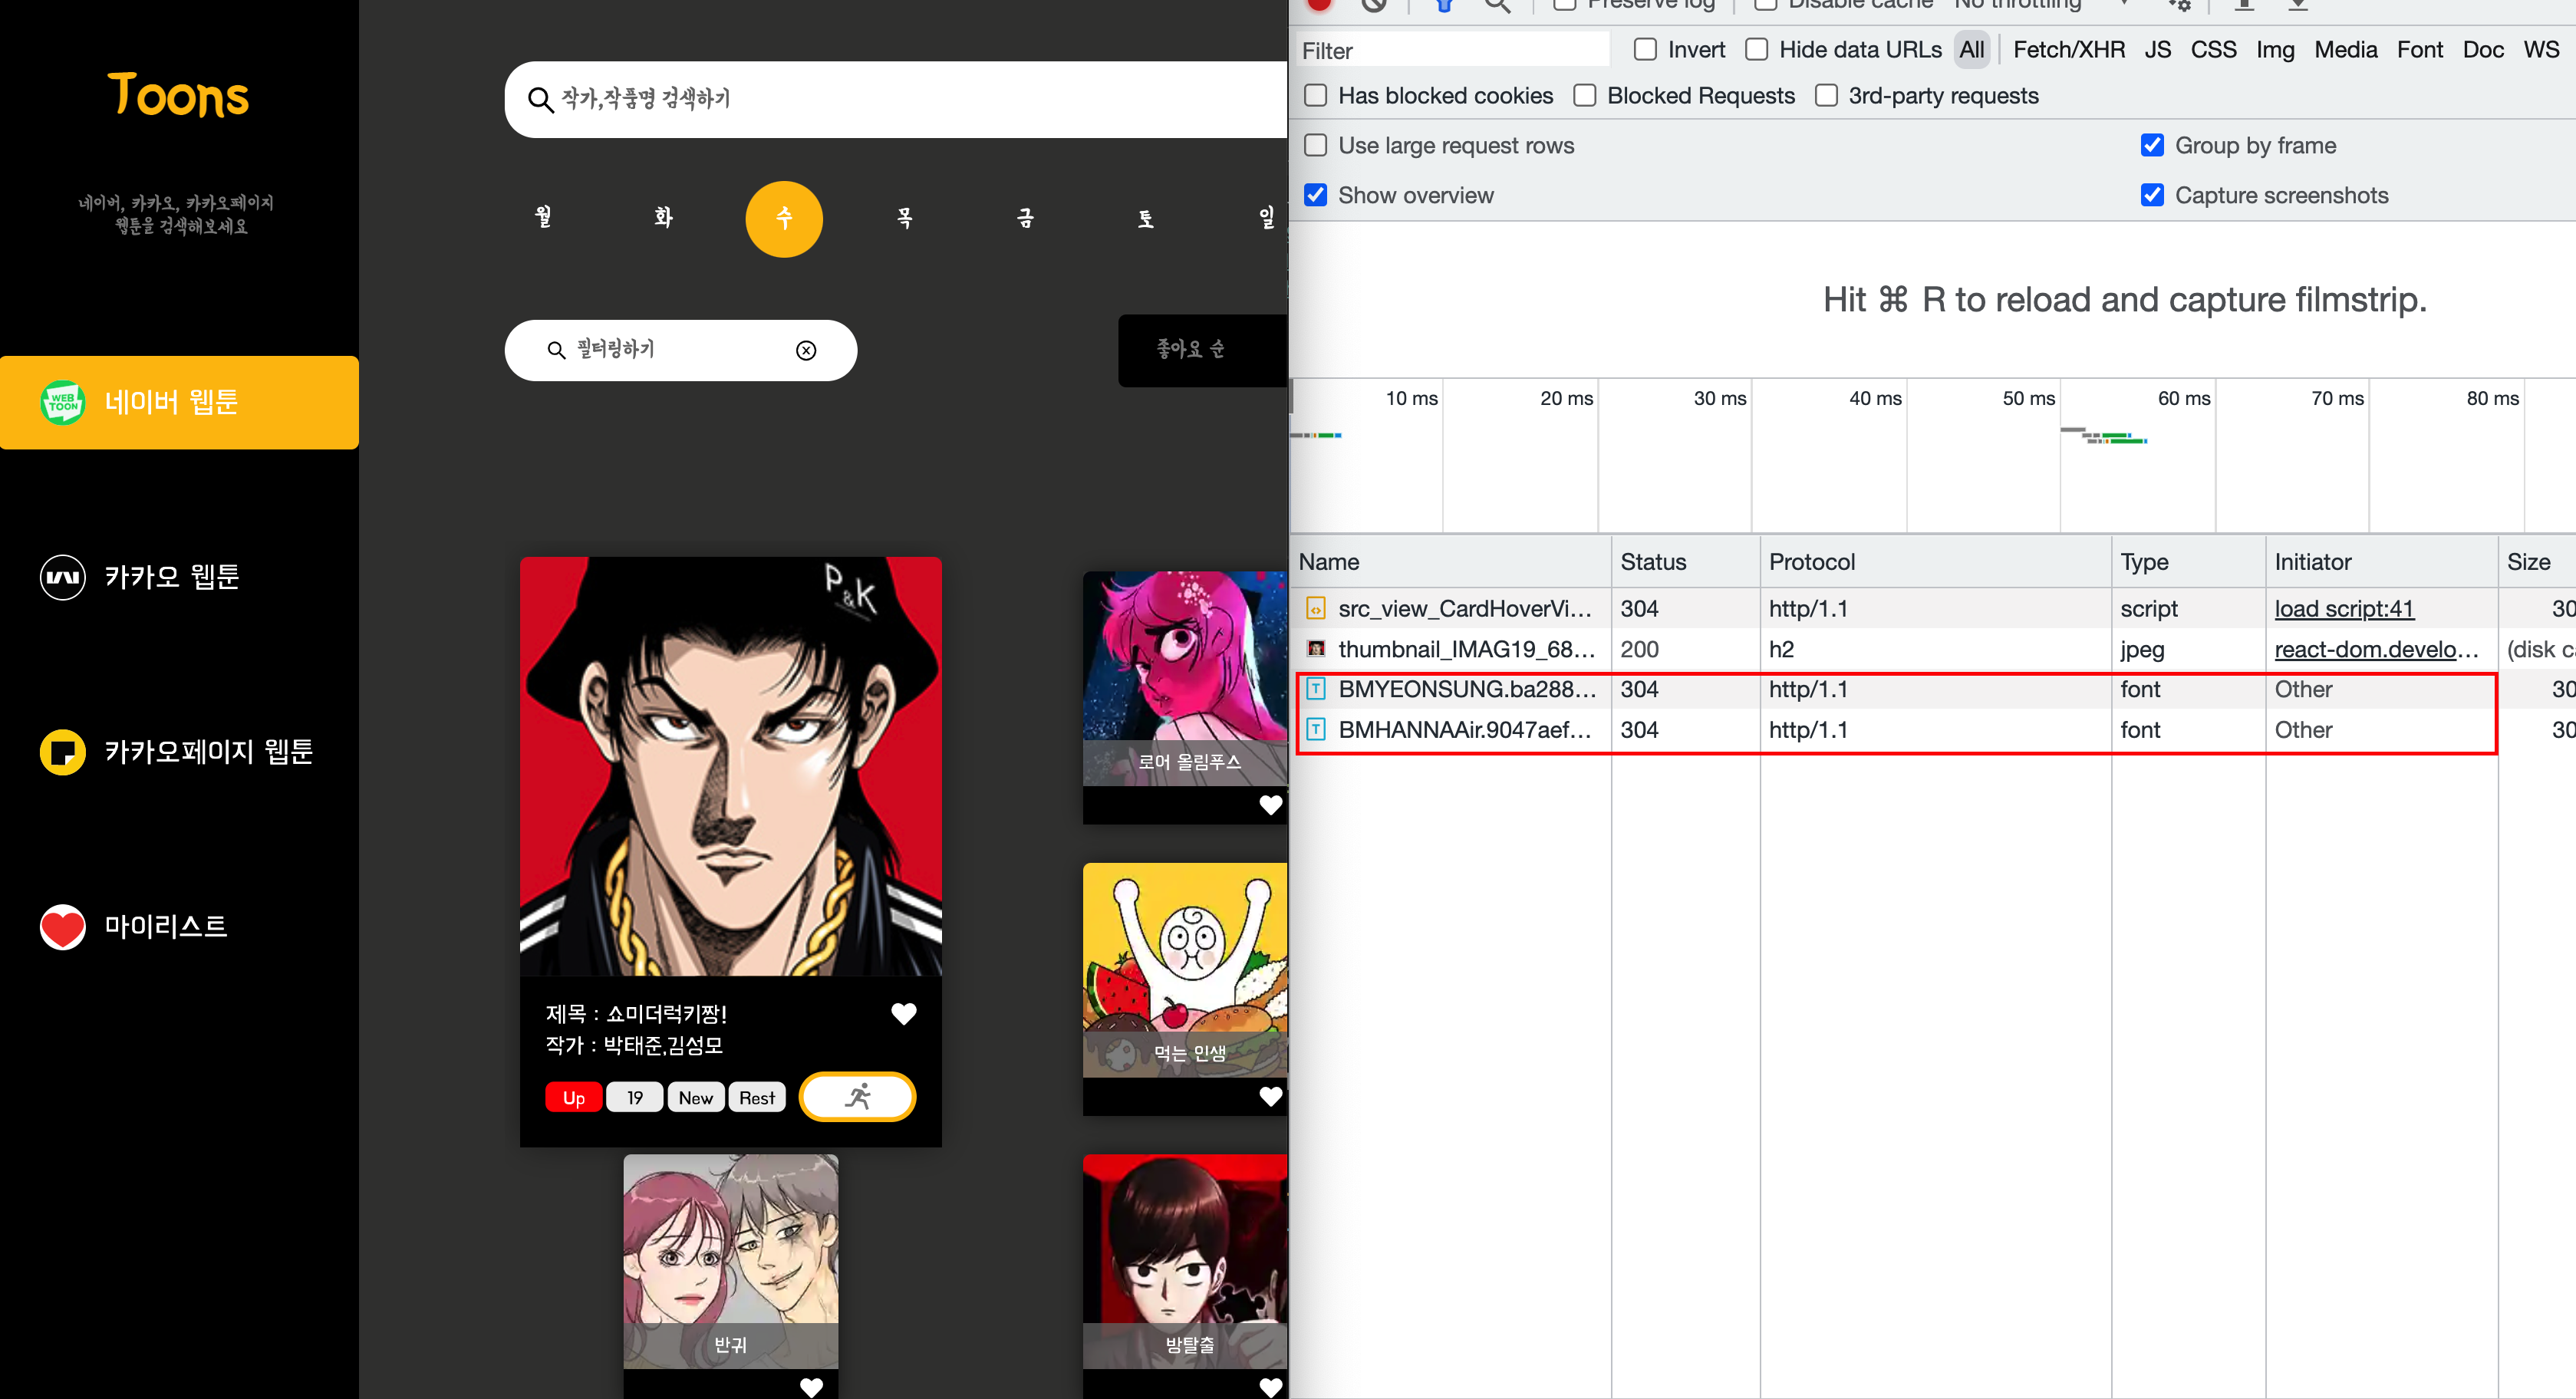 Toons
네이버, 카카오, 카카오페이지
웹툰을 검색해보세요
네이버 웹툰
WEB
TOON
카카오 웹툰
카카오페이지 웹툰
마이리스트
작가,작품명 검색하기
월 화 수 목 금 토 일
필터링하기
좋아요 순
P&K
제목 : 쇼미더럭키짱!
작가 : 박태준,김성모
Up 19 New Rest
로어 올림푸스
먹는 인생
반귀
방탈출
Preserve log Disable cache No throttling
Filter Invert Hide data URLs All Fetch/XHR JS CSS Img Media Font Doc WS
Has blocked cookies Blocked Requests 3rd-party requests
Use large request rows Group by frame
Show overview Capture screenshots
Hit ⌘ R to reload and capture filmstrip.
10 ms 20 ms 30 ms 40 ms 50 ms 60 ms 70 ms 80 ms
Name Status Protocol Type Initiator Size
src_view_CardHoverVi... 304 http/1.1 script load script:41 30
thumbnail_IMAG19_68... 200 h2 jpeg react-dom.develo... (disk c
BMYEONSUNG.ba288... 304 http/1.1 font Other 30
BMHANNAAir.9047aef... 304 http/1.1 font Other 30